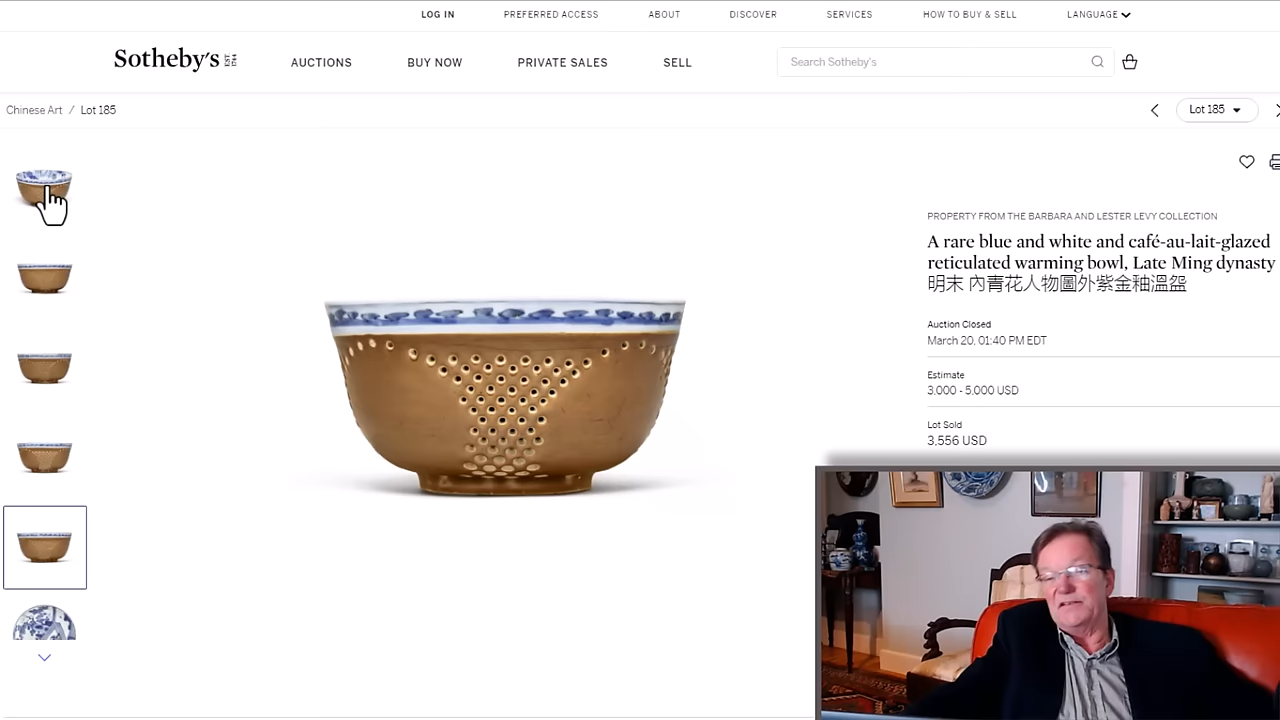 LOG IN PREFERRED ACCESS ABOUT DISCOVER SERVICES HOW TO BUY & SELL LANGUAGE
Sotheby's EST 1744 AUCTIONS BUY NOW PRIVATE SALES SELL Search Sotheby's
Chinese Art / Lot 185 Lot 185
PROPERTY FROM THE BARBARA AND LESTER LEVY COLLECTION
A rare blue and white and café-au-lait-glazed
reticulated warming bowl, Late Ming dynasty
明末 內青花人物圖外紫金釉溫盌
Auction Closed
March 20, 01:40 PM EDT
Estimate
3,000 - 5,000 USD
Lot Sold
3,556 USD